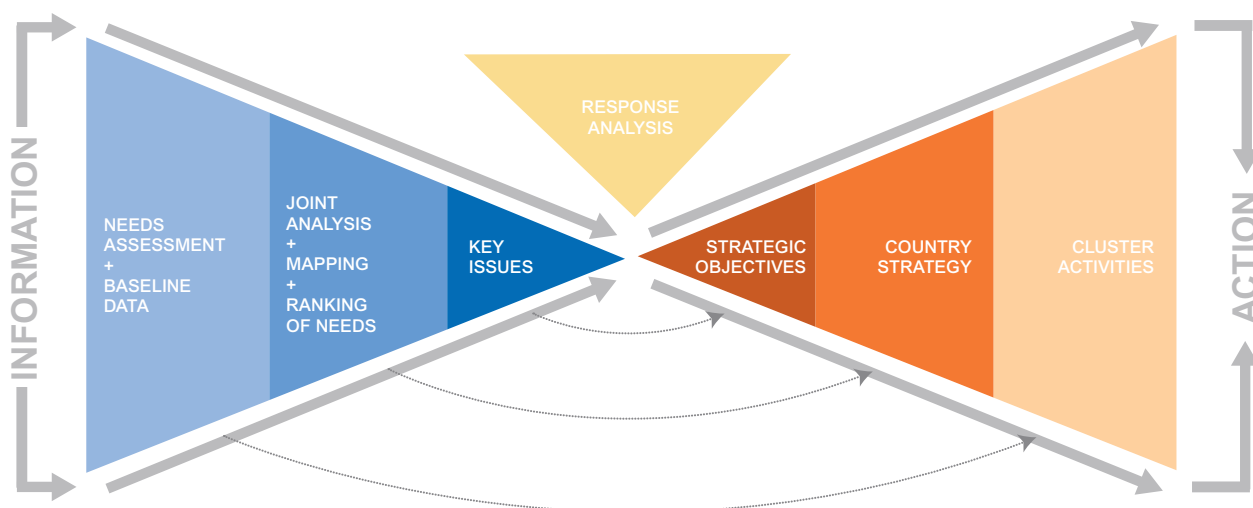 INFORMATION
NEEDS
ASSESSMENT
+
BASELINE
DATA
JOINT
ANALYSIS
+
MAPPING
+
RANKING
OF NEEDS
KEY
ISSUES
RESPONSE
ANALYSIS
STRATEGIC
OBJECTIVES
COUNTRY
STRATEGY
CLUSTER
ACTIVITIES
ACTION